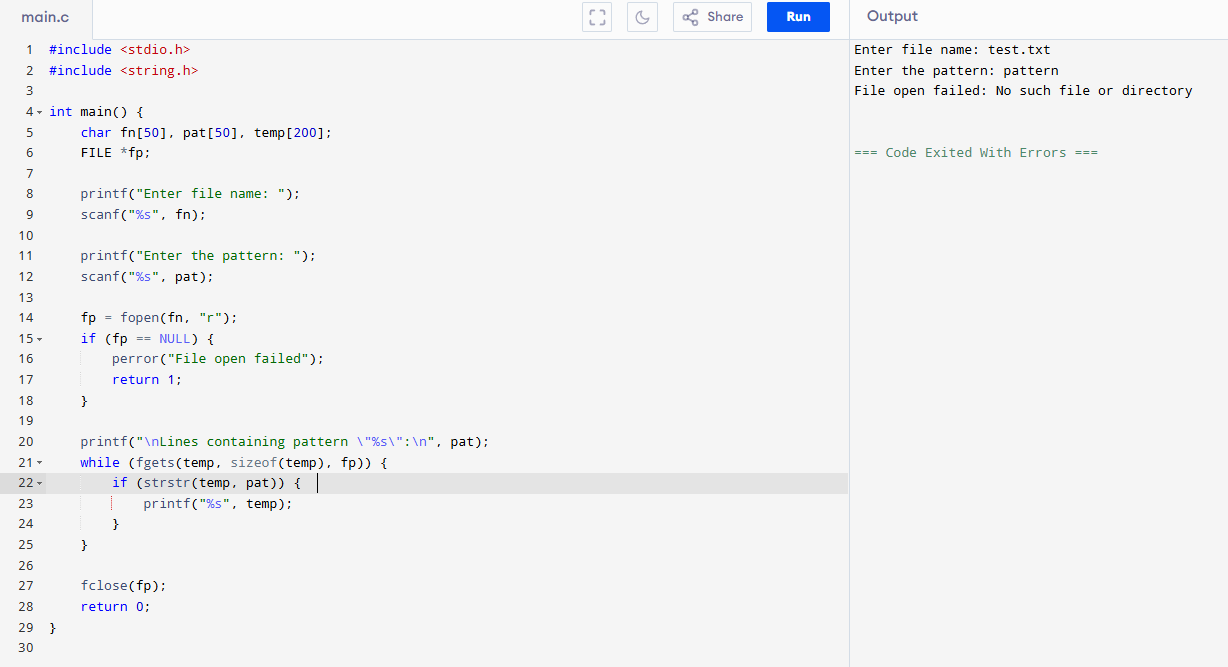 main.c
Share
Run
Output
1 #include <stdio.h>
2 #include <string.h>
3
4 int main() {
5     char fn[50], pat[50], temp[200];
6     FILE *fp;
7
8     printf("Enter file name: ");
9     scanf("%s", fn);
10
11     printf("Enter the pattern: ");
12     scanf("%s", pat);
13
14     fp = fopen(fn, "r");
15     if (fp == NULL) {
16         perror("File open failed");
17         return 1;
18     }
19
20     printf("\nLines containing pattern \"%s\":\n", pat);
21     while (fgets(temp, sizeof(temp), fp)) {
22         if (strstr(temp, pat)) {
23             printf("%s", temp);
24         }
25     }
26
27     fclose(fp);
28     return 0;
29 }
30
Enter file name: test.txt
Enter the pattern: pattern
File open failed: No such file or directory
=== Code Exited With Errors ===